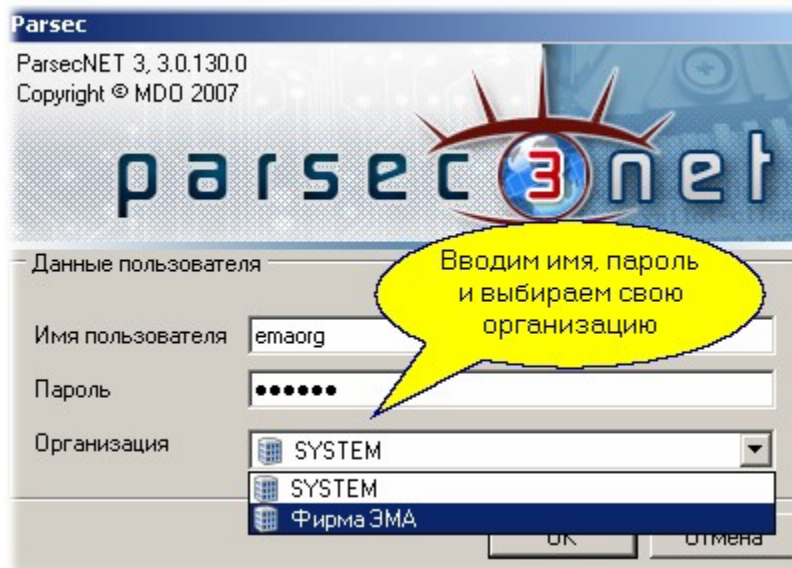 Parsec
ParsecNET 3, 3.0.130.0
Copyright © MDO 2007
parsec 3 net
Данные пользователя
Вводим имя, пароль
и выбираем свою
организацию
Имя пользователя emaorg
Пароль ●●●●●●
Организация SYSTEM
SYSTEM
Фирма ЭМА
OK Отмена